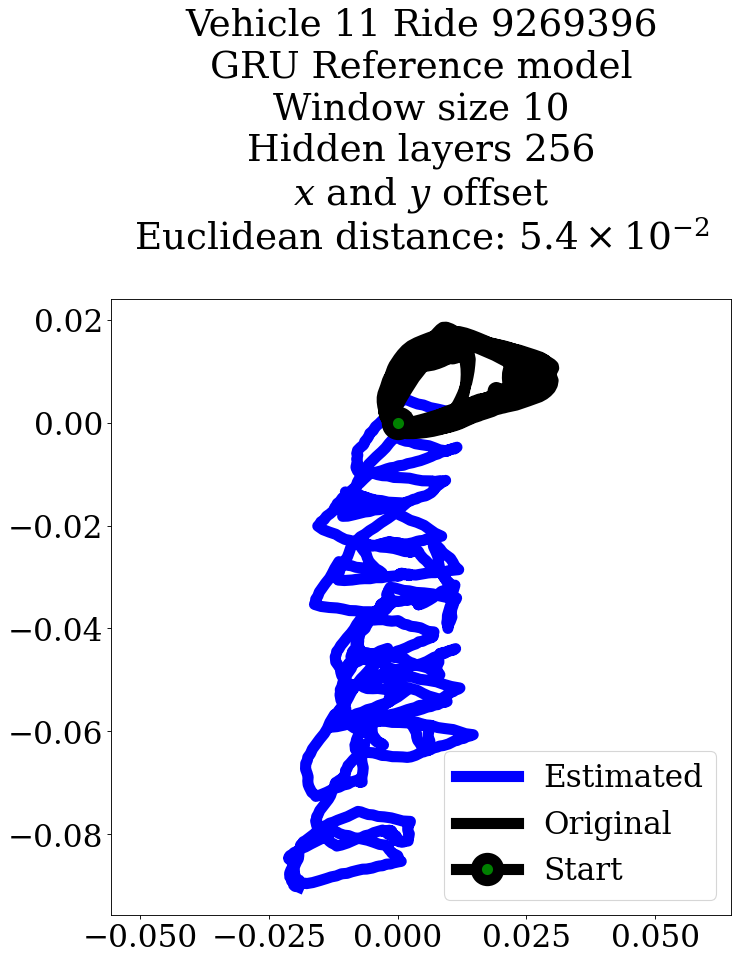 Vehicle 11 Ride 9269396
GRU Reference model
Window size 10
Hidden layers 256
x and y offset
Euclidean distance: 5.4 × 10⁻²
0.02
0.00
−0.02
−0.04
−0.06
−0.08
Estimated
Original
Start
−0.050 −0.025 0.000 0.025 0.050